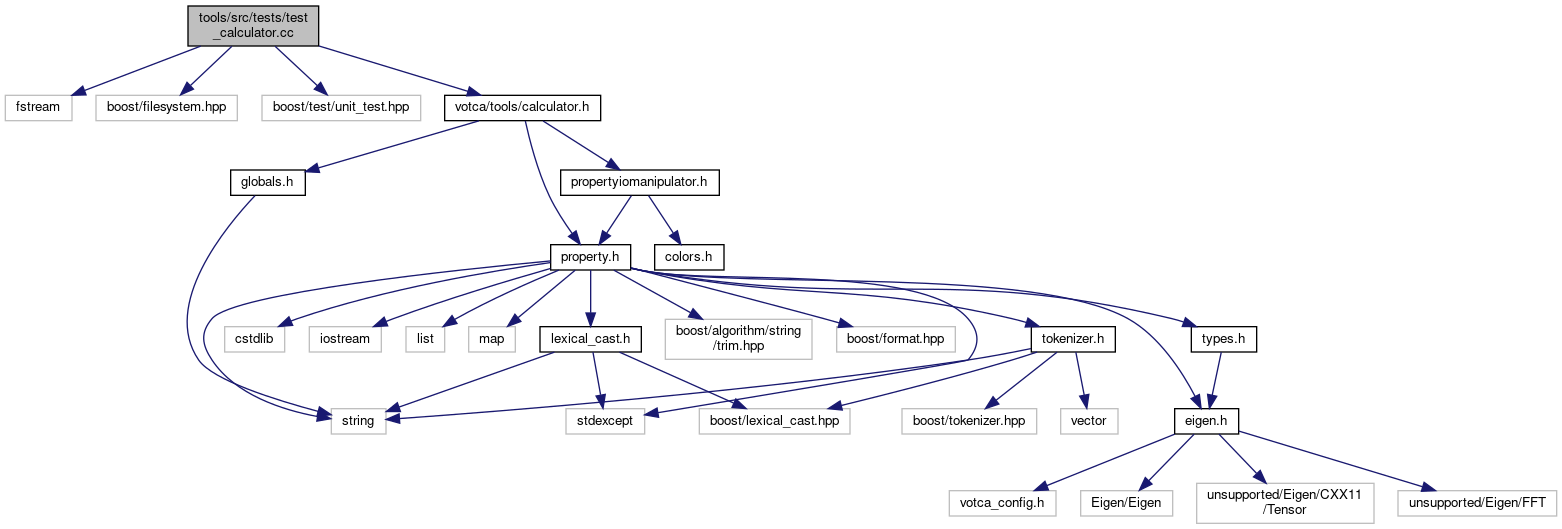 tools/src/tests/test
_calculator.cc
fstream
boost/filesystem.hpp
boost/test/unit_test.hpp
votca/tools/calculator.h
globals.h
propertyiomanipulator.h
property.h
colors.h
cstdlib
iostream
list
map
lexical_cast.h
boost/algorithm/string
/trim.hpp
boost/format.hpp
tokenizer.h
types.h
string
stdexcept
boost/lexical_cast.hpp
boost/tokenizer.hpp
vector
eigen.h
votca_config.h
Eigen/Eigen
unsupported/Eigen/CXX11
/Tensor
unsupported/Eigen/FFT